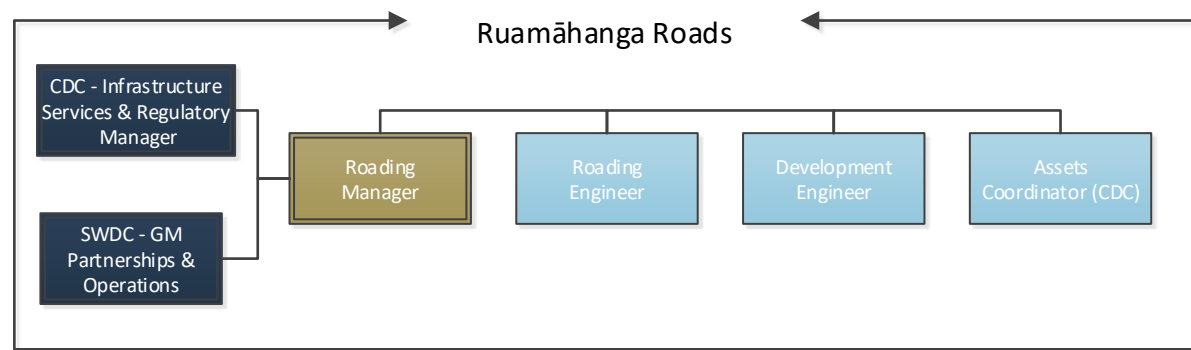 Ruamāhanga Roads
CDC - Infrastructure
Services & Regulatory
Manager
SWDC - GM
Partnerships &
Operations
Roading
Manager
Roading
Engineer
Development
Engineer
Assets
Coordinator (CDC)